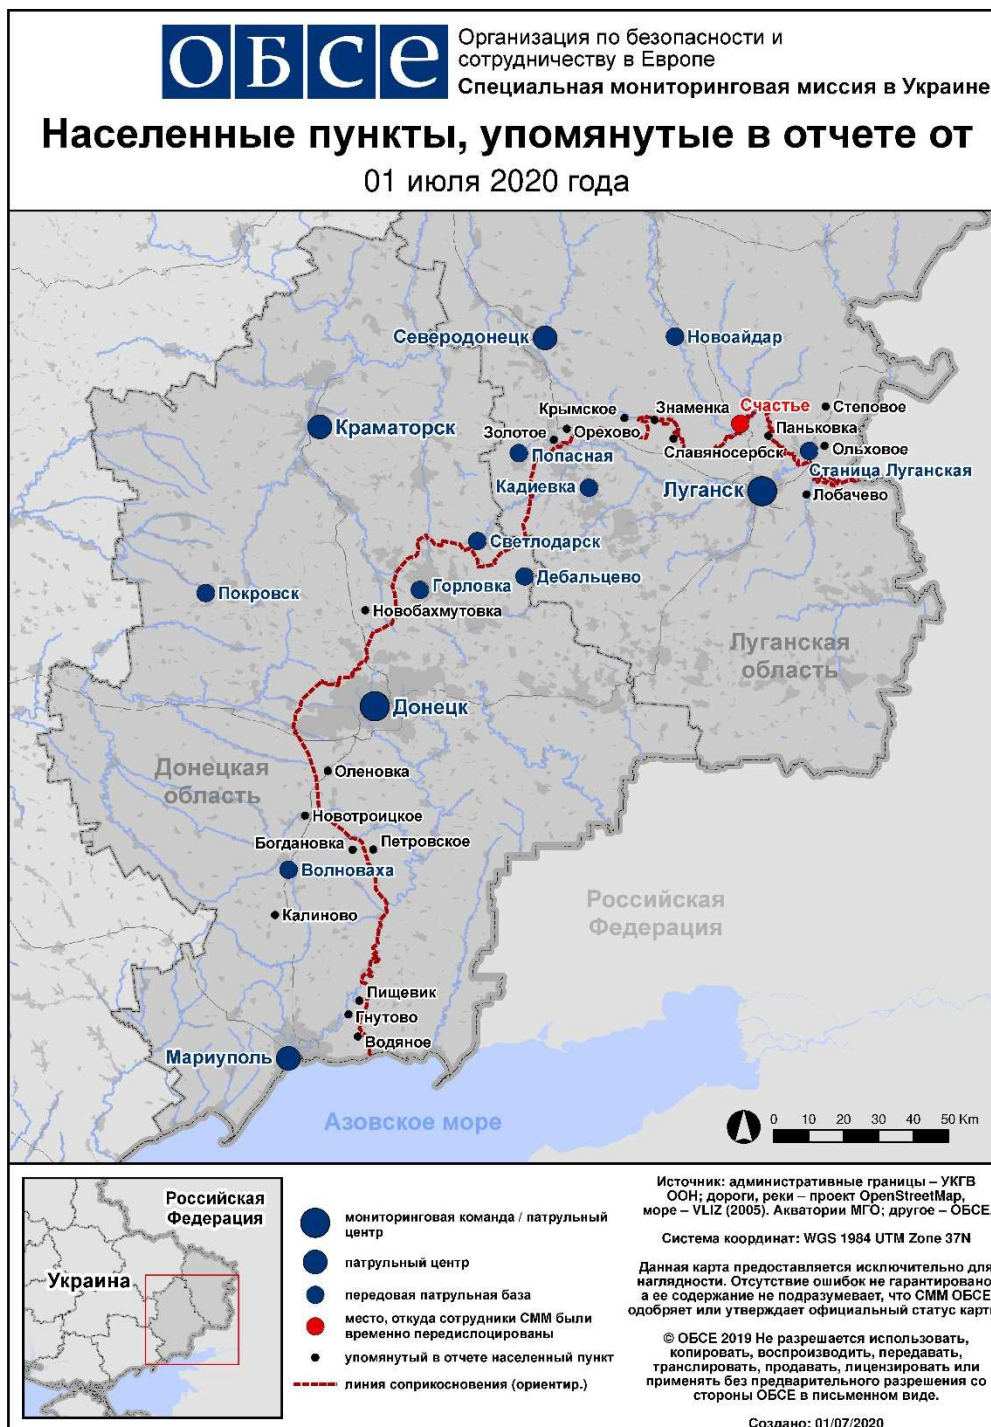 ОБСЕ
Организация по безопасности и
сотрудничеству в Европе
Специальная мониторинговая миссия в Украине
Населенные пункты, упомянутые в отчете от
01 июля 2020 года
Северодонецк
Новоайдар
Крымское
Знаменка
Счастье
Степовое
Краматорск
Золотое
Орехово
Паньковка
Славяносербск
Ольховое
Попасная
Станица Луганская
Кадиевка
Луганск
Лобачево
Светлодарск
Дебальцево
Покровск
Горловка
Новобахмутовка
Луганская
область
Донецк
Донецкая
область
Оленовка
Новотроицкое
Богдановка
Петровское
Волноваха
Калиново
Российская
Федерация
Пищевик
Гнутово
Водяное
Мариуполь
Азовское море
0 10 20 30 40 50 Km
Российская
Федерация
Украина
мониторинговая команда / патрульный
центр
патрульный центр
передовая патрульная база
место, откуда сотрудники СММ были
временно передислоцированы
упомянутый в отчете населенный пункт
линия соприкосновения (ориентир.)
Источник: административные границы – УКГВ
ООН; дороги, реки – проект OpenStreetMap,
море – VLIZ (2005). Акватории МГО; другое – ОБСЕ.
Система координат: WGS 1984 UTM Zone 37N
Данная карта предоставляется исключительно для
наглядности. Отсутствие ошибок не гарантировано,
а ее содержание не подразумевает, что СММ ОБСЕ
одобряет или утверждает официальный статус карты
© ОБСЕ 2019 Не разрешается использовать,
копировать, воспроизводить, передавать,
транслировать, продавать, лицензировать или
применять без предварительного разрешения со
стороны ОБСЕ в письменном виде.
Создано: 01/07/2020